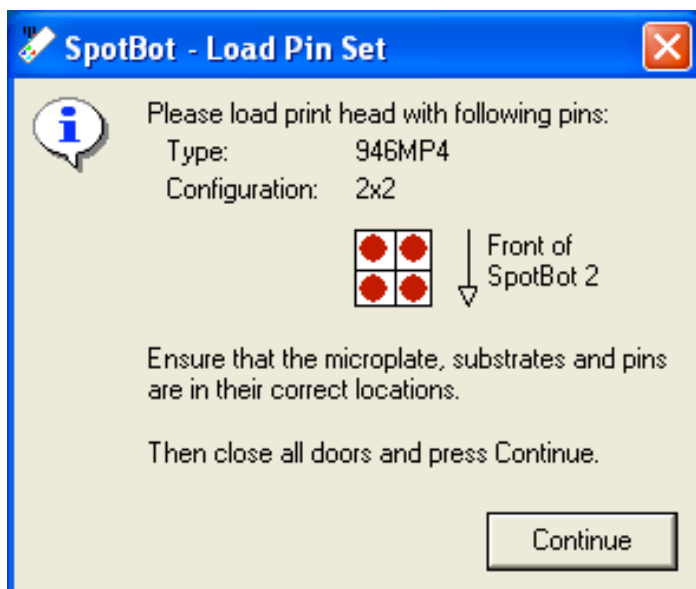 SpotBot - Load Pin Set
Please load print head with following pins:
Type: 946MP4
Configuration: 2x2
Front of
SpotBot 2
Ensure that the microplate, substrates and pins
are in their correct locations.
Then close all doors and press Continue.
Continue